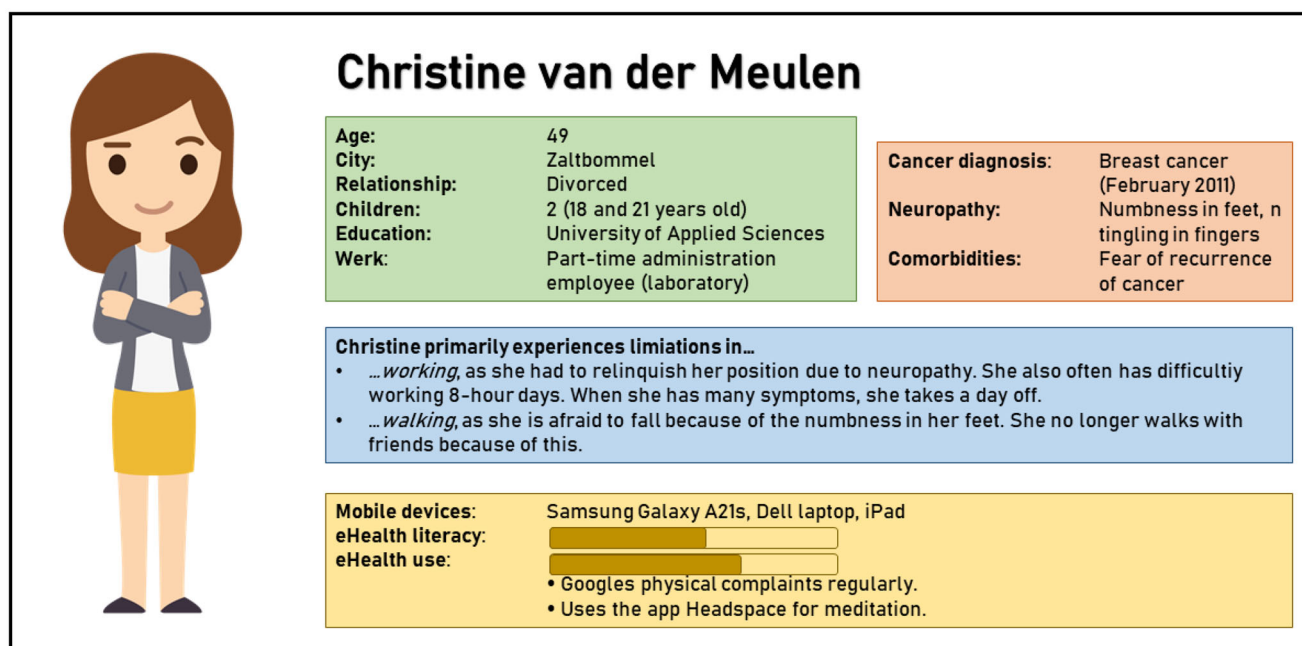 Christine van der Meulen
Age: 49
City: Zaltbommel
Relationship: Divorced
Children: 2 (18 and 21 years old)
Education: University of Applied Sciences
Werk: Part-time administration
employee (laboratory)
Cancer diagnosis: Breast cancer
(February 2011)
Neuropathy: Numbness in feet, n
tingling in fingers
Comorbidities: Fear of recurrence
of cancer
Christine primarily experiences limiations in...
• ...working, as she had to relinquish her position due to neuropathy. She also often has difficultiy
working 8-hour days. When she has many symptoms, she takes a day off.
• ...walking, as she is afraid to fall because of the numbness in her feet. She no longer walks with
friends because of this.
Mobile devices: Samsung Galaxy A21s, Dell laptop, iPad
eHealth literacy:
eHealth use:
• Googles physical complaints regularly.
• Uses the app Headspace for meditation.